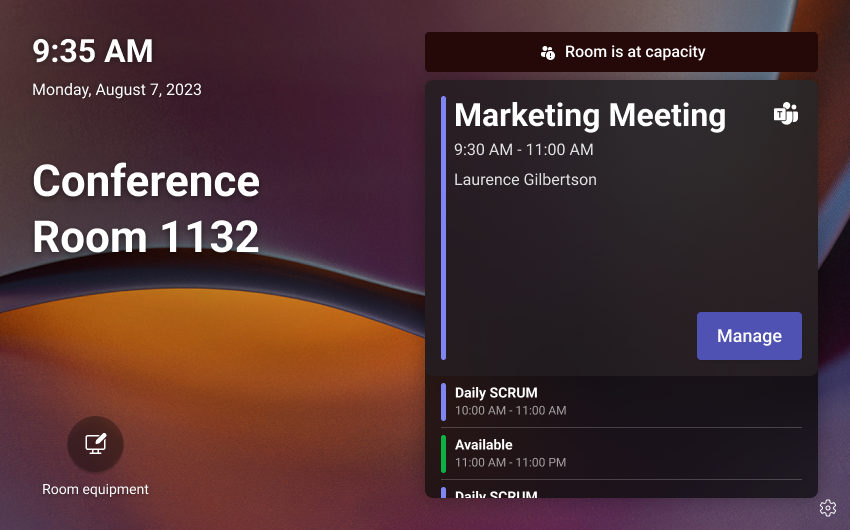 9:35 AM
Monday, August 7, 2023
Conference
Room 1132
Room equipment
Room is at capacity
Marketing Meeting
T
9:30 AM - 11:00 AM
Laurence Gilbertson
Manage
Daily SCRUM
10:00 AM - 11:00 AM
Available
11:00 AM - 11:00 PM
Daily SCRUM